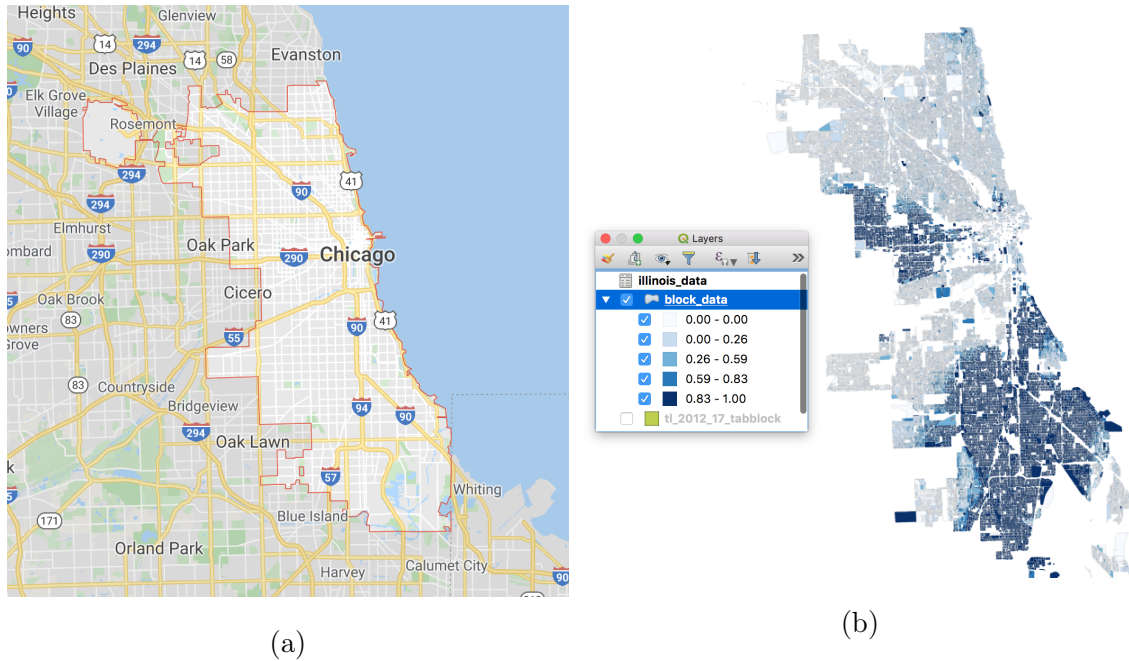 Heights
Glenview
90
14
294
Evanston
14
58
Des Plaines
90
Elk Grove
Village
Rosemont
294
90
41
294
Elmhurst
Oak Park
ombard
290
290
Chicago
Oak Brook
Cicero
83
41
owners
Grove
55
90
Countryside
83
Bridgeview
94
90
294
Oak Lawn
k
57
55
Whiting
171
Blue Island
Orland Park
Harvey
Calumet City
90
(a)
Layers
illinois_data
block_data
0.00 - 0.00
0.00 - 0.26
0.26 - 0.59
0.59 - 0.83
0.83 - 1.00
tl_2012_17_tabblock
(b)